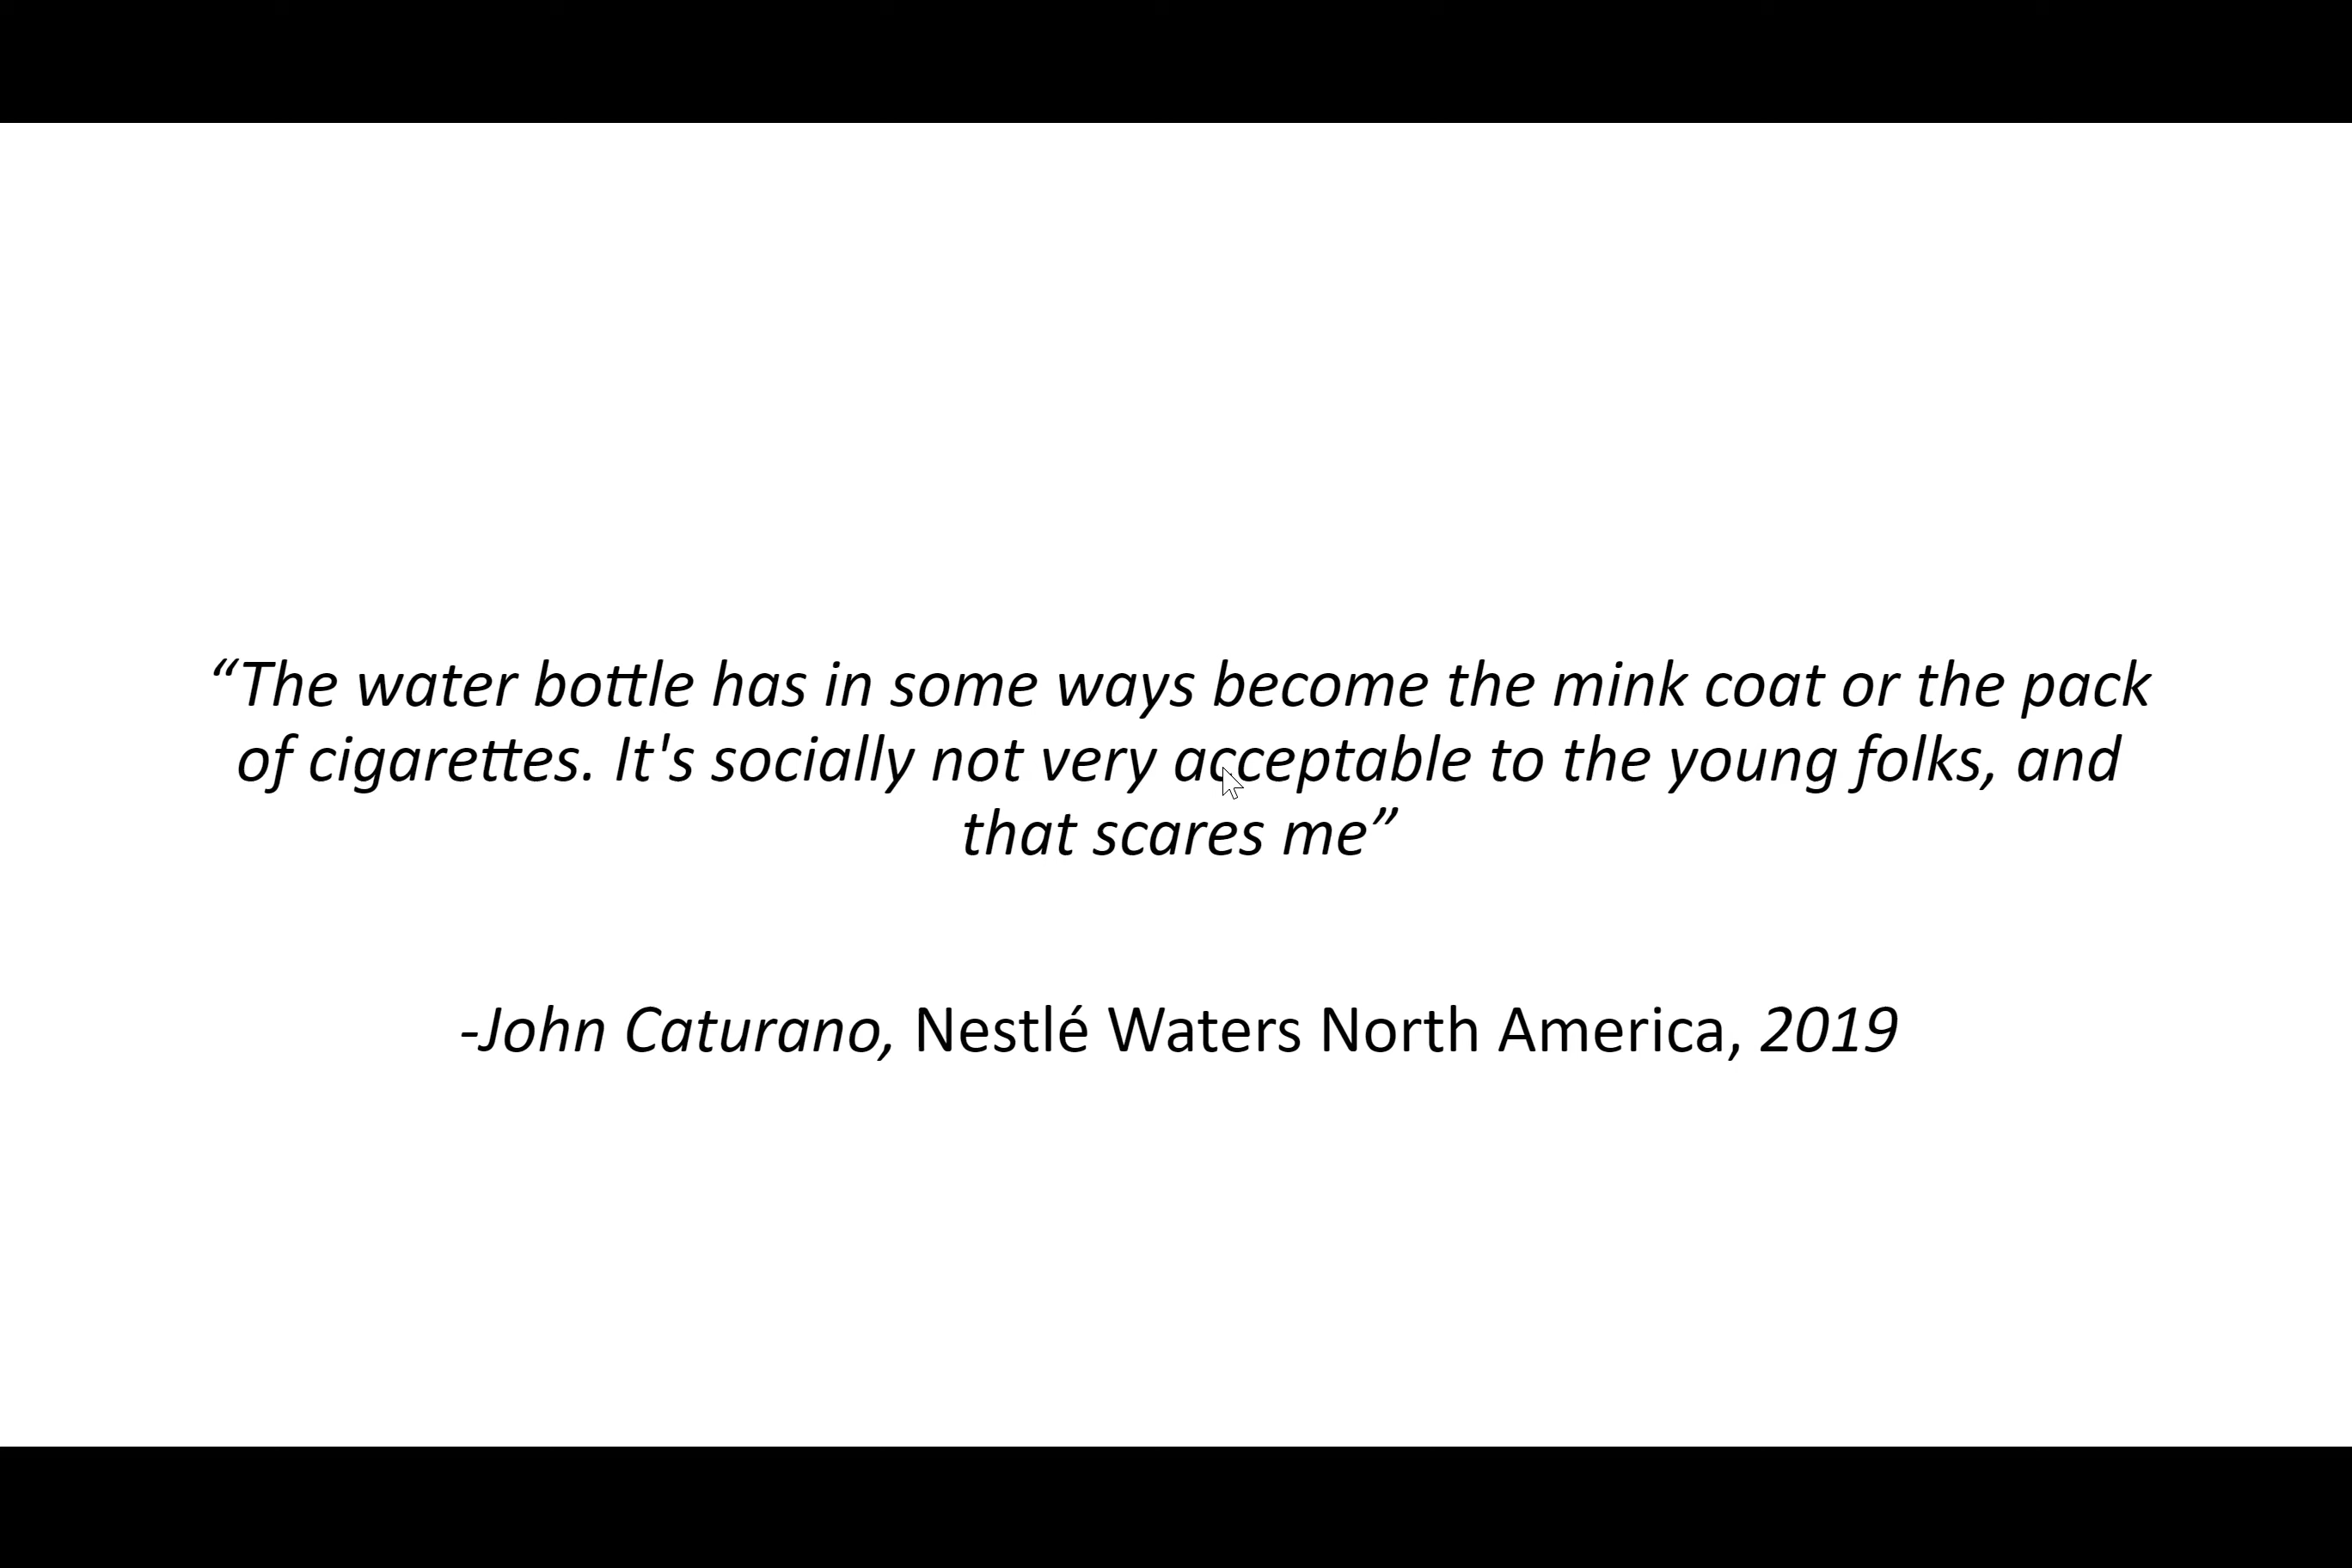 “The water bottle has in some ways become the mink coat or the pack
of cigarettes. It's socially not very acceptable to the young folks, and
that scares me”
-John Caturano, Nestlé Waters North America, 2019